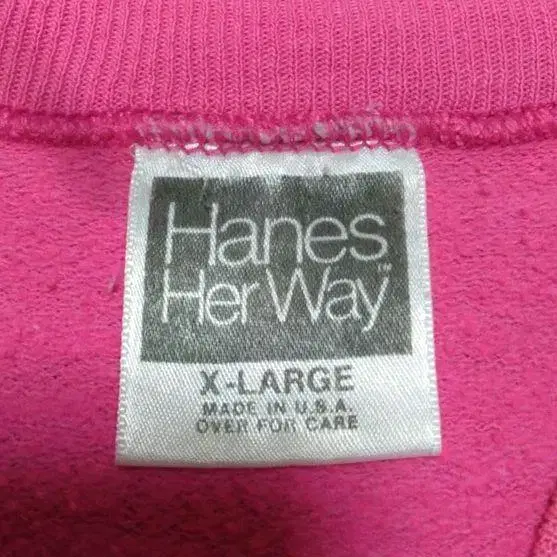 Hanes
Her Way™
X-LARGE
MADE IN U.S.A.
OVER FOR CARE